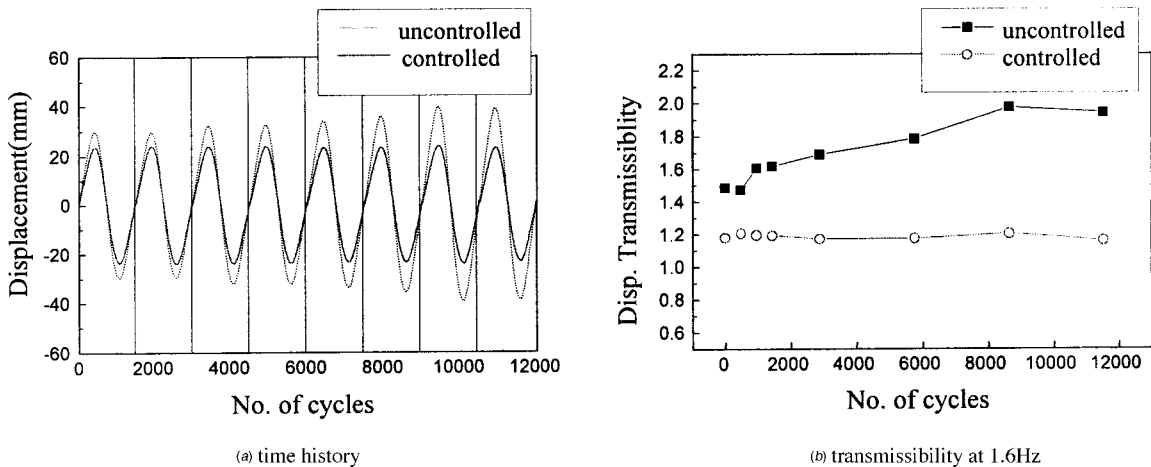 uncontrolled
controlled
60
40
20
0
-20
-40
-60
Displacement(mm)
0 2000 4000 6000 8000 10000 12000
No. of cycles
(a) time history
uncontrolled
controlled
2.2
2.0
1.8
1.6
1.4
1.2
1.0
0.8
0.6
Disp. Transmissiblity
0 2000 4000 6000 8000 10000 12000
No. of cycles
(b) transmissibility at 1.6Hz